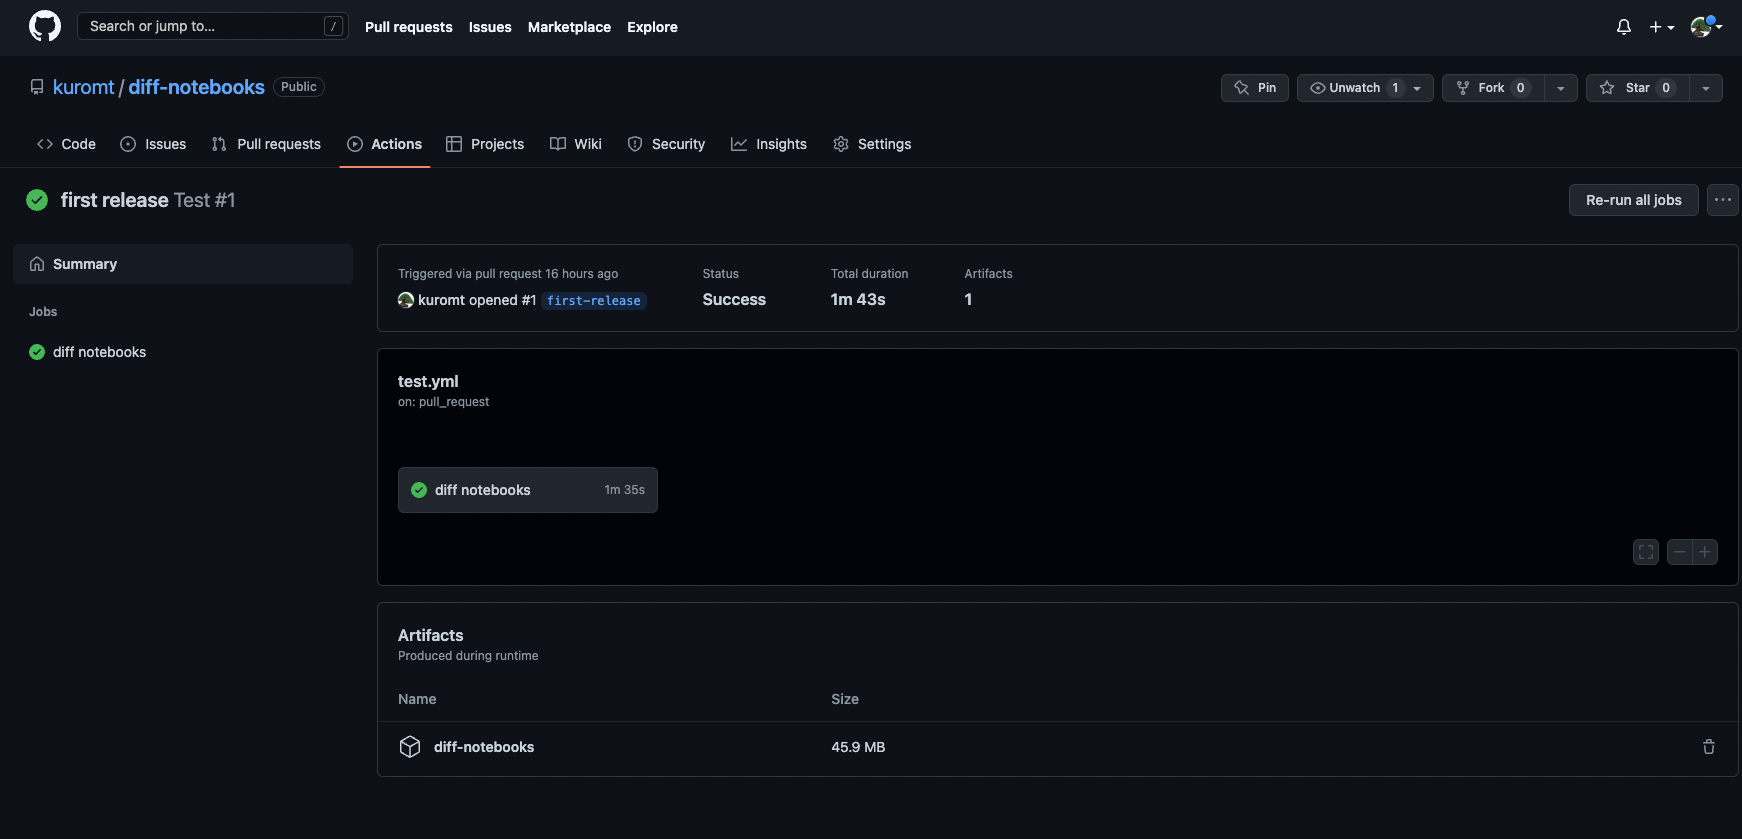 Search or jump to... /
Pull requests Issues Marketplace Explore
kuromt / diff-notebooks Public
Pin Unwatch 1 Fork 0 Star 0
Code Issues Pull requests Actions Projects Wiki Security Insights Settings
first release Test #1
Re-run all jobs
Summary
Jobs
diff notebooks
Triggered via pull request 16 hours ago
kuromt opened #1 first-release
Status
Success
Total duration
1m 43s
Artifacts
1
test.yml
on: pull_request
diff notebooks 1m 35s
Artifacts
Produced during runtime
Name Size
diff-notebooks 45.9 MB